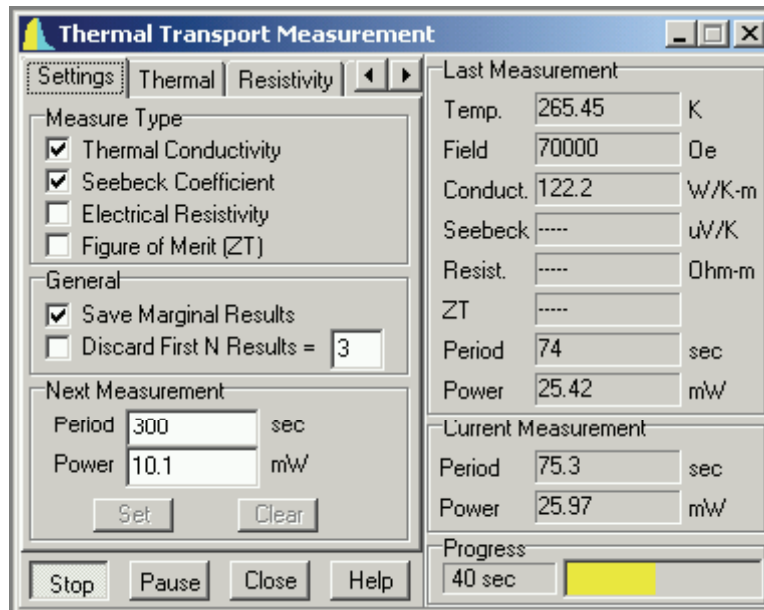 Thermal Transport Measurement
Settings Thermal Resistivity
Measure Type
Thermal Conductivity
Seebeck Coefficient
Electrical Resistivity
Figure of Merit (ZT)
General
Save Marginal Results
Discard First N Results = 3
Next Measurement
Period 300 sec
Power 10.1 mW
Set Clear
Stop Pause Close Help
Last Measurement
Temp. 265.45 K
Field 70000 Oe
Conduct. 122.2 W/K-m
Seebeck ----- uV/K
Resist. ----- Ohm-m
ZT -----
Period 74 sec
Power 25.42 mW
Current Measurement
Period 75.3 sec
Power 25.97 mW
Progress
40 sec